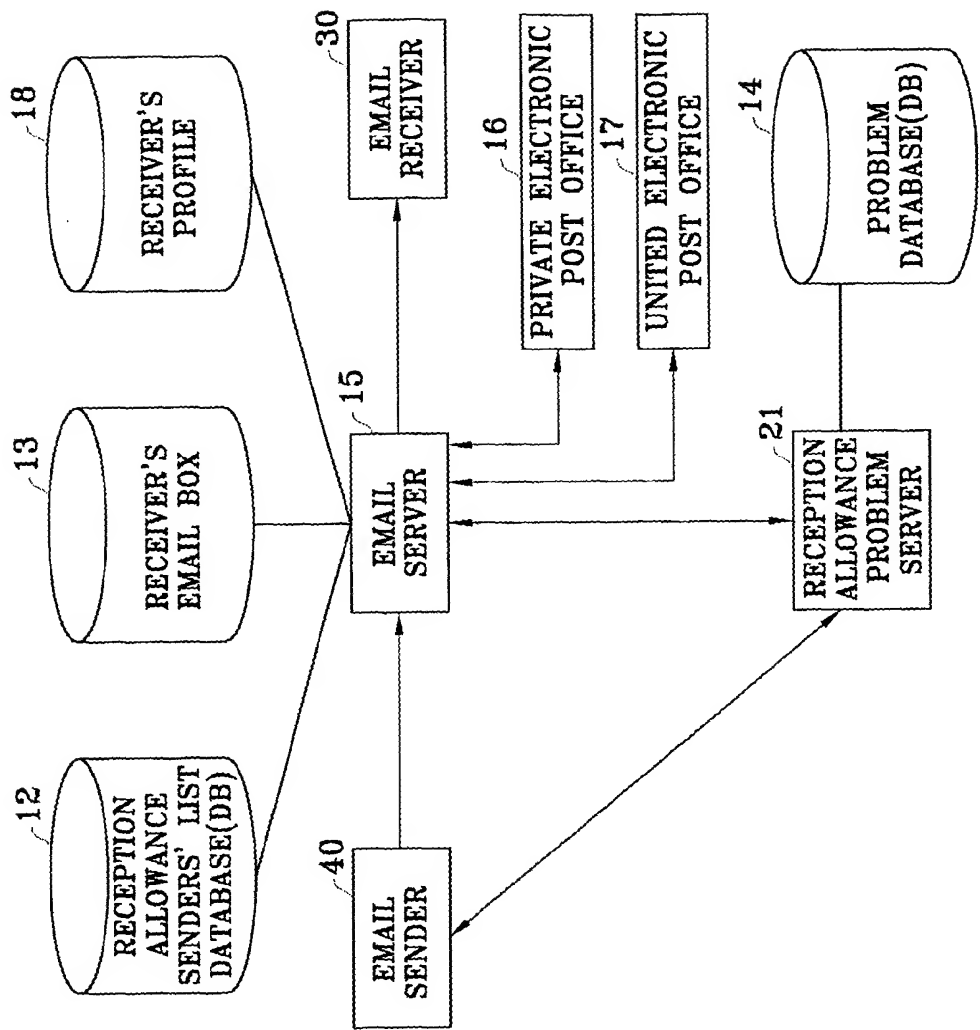 12
RECEPTION
ALLOWANCE
SENDERS' LIST
DATABASE(DB)
13
RECEIVER'S
EMAIL BOX
18
RECEIVER'S
PROFILE
40
EMAIL
SENDER
15
EMAIL
SERVER
30
EMAIL
RECEIVER
16
PRIVATE ELECTRONIC
POST OFFICE
17
UNITED ELECTRONIC
POST OFFICE
21
RECEPTION
ALLOWANCE
PROBLEM
SERVER
14
PROBLEM
DATABASE(DB)